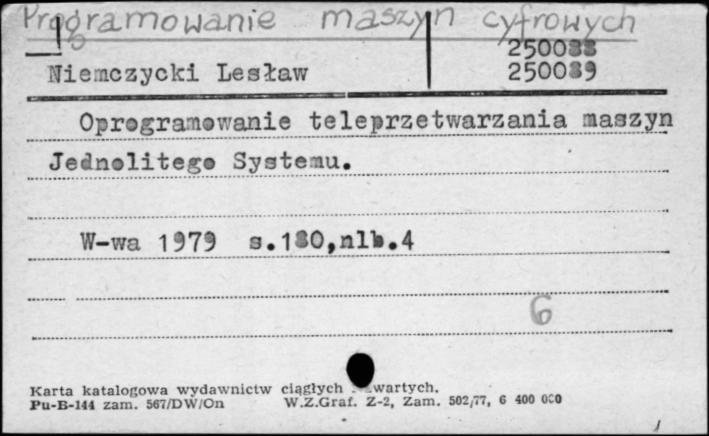 Programowanie maszyn cyfrowych
250088
Niemczycki Lesław 250089
Oprogramowanie teleprzetwarzania maszyn
Jednolitego Systemu.
W-wa 1979 s.180,nlb.4
6
Karta katalogowa wydawnictw ciągłych wartych.
Pu-B-144 zam. 567/DW/On W.Z.Graf. Z-2, Zam. 502/77, 6 400 000